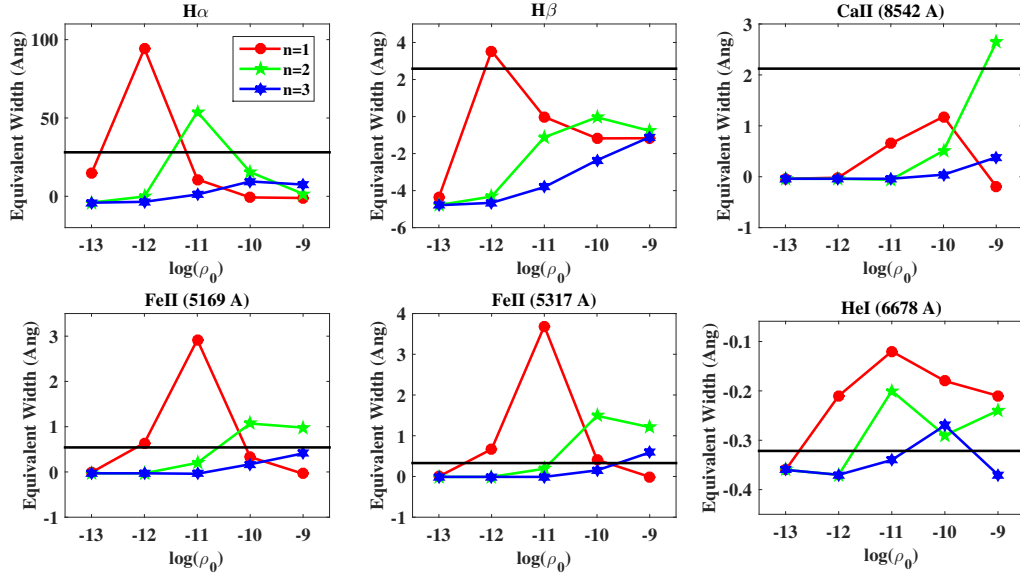 Hα
Equivalent Width (Ang)
100
50
0
-13 -12 -11 -10 -9
log(ρ0)
n=1
n=2
n=3
Hβ
Equivalent Width (Ang)
4
2
0
-2
-4
-6
-13 -12 -11 -10 -9
log(ρ0)
CaII (8542 A)
Equivalent Width (Ang)
3
2
1
0
-1
-13 -12 -11 -10 -9
log(ρ0)
FeII (5169 A)
Equivalent Width (Ang)
3
2
1
0
-1
-13 -12 -11 -10 -9
log(ρ0)
FeII (5317 A)
Equivalent Width (Ang)
4
3
2
1
0
-1
-13 -12 -11 -10 -9
log(ρ0)
HeI (6678 A)
Equivalent Width (Ang)
-0.1
-0.2
-0.3
-0.4
-13 -12 -11 -10 -9
log(ρ0)